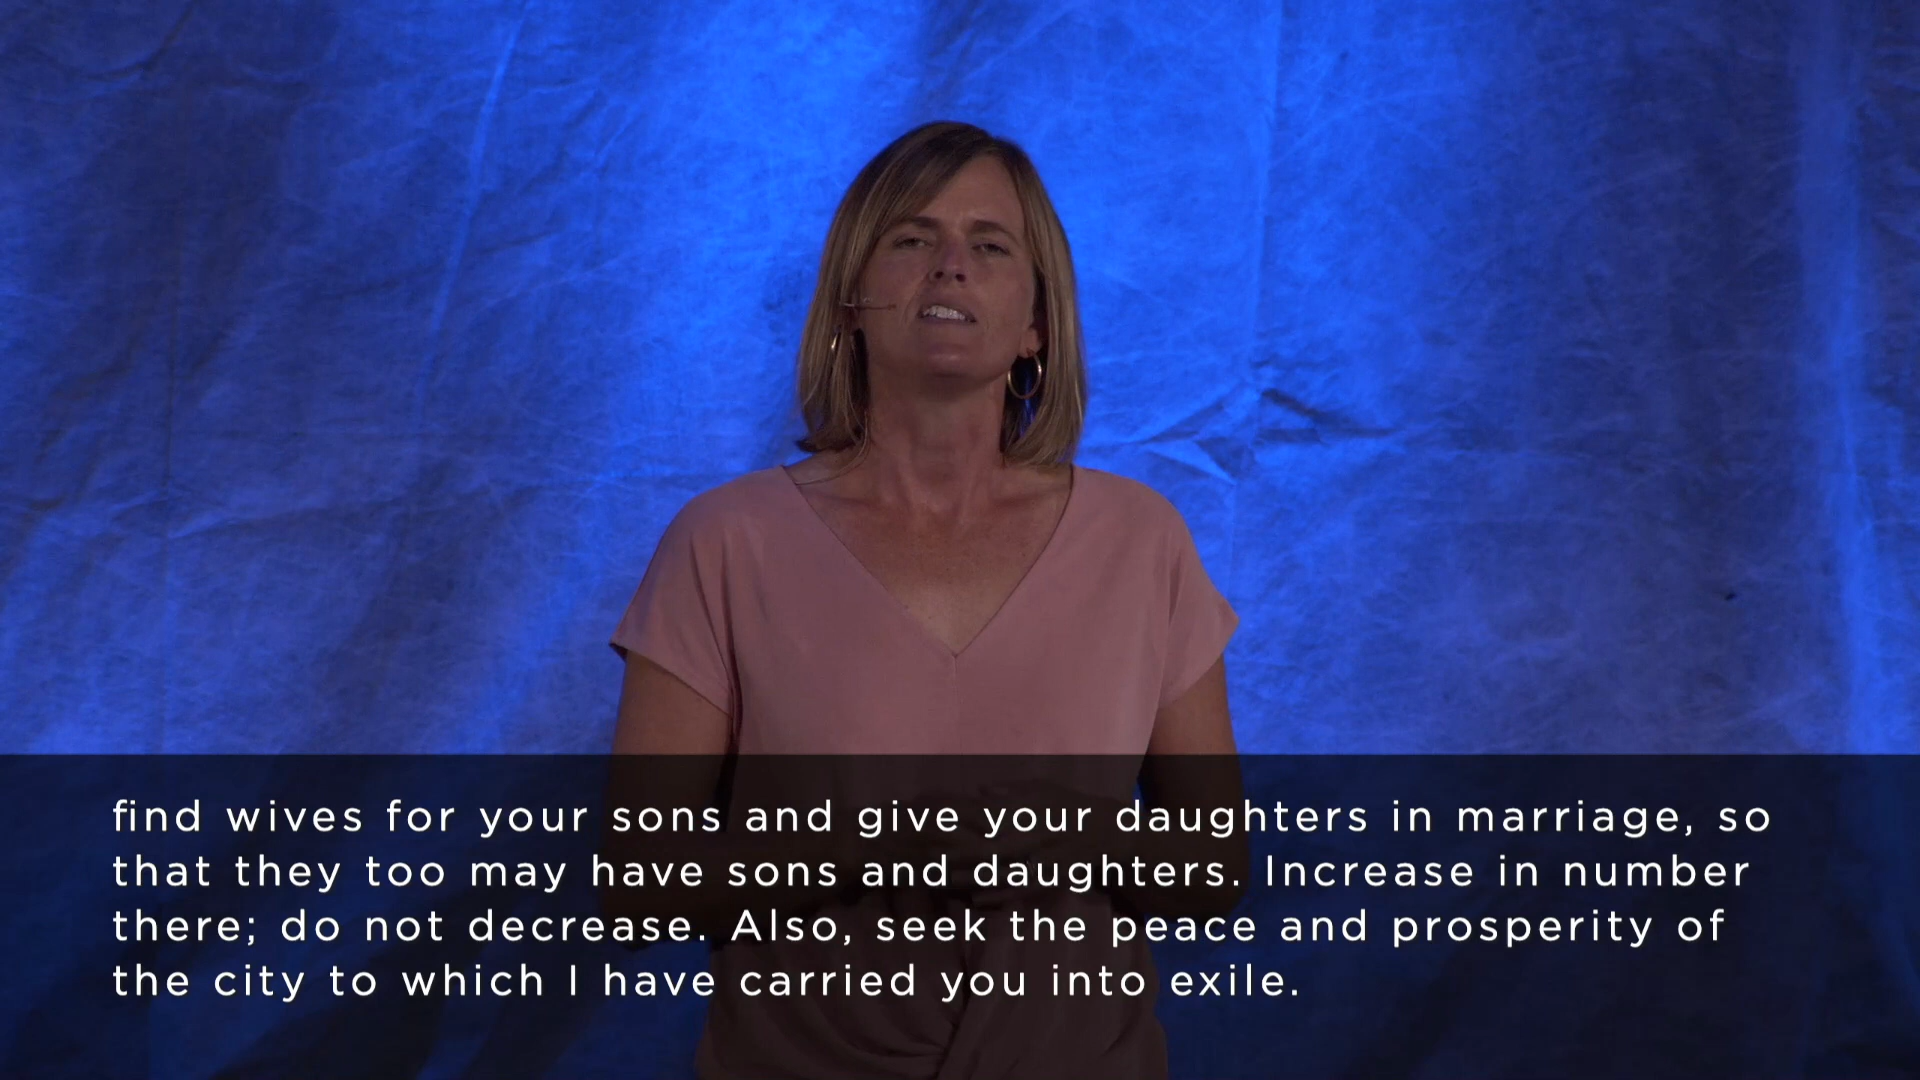 find wives for your sons and give your daughters in marriage, so
that they too may have sons and daughters. Increase in number
there; do not decrease. Also, seek the peace and prosperity of
the city to which I have carried you into exile.